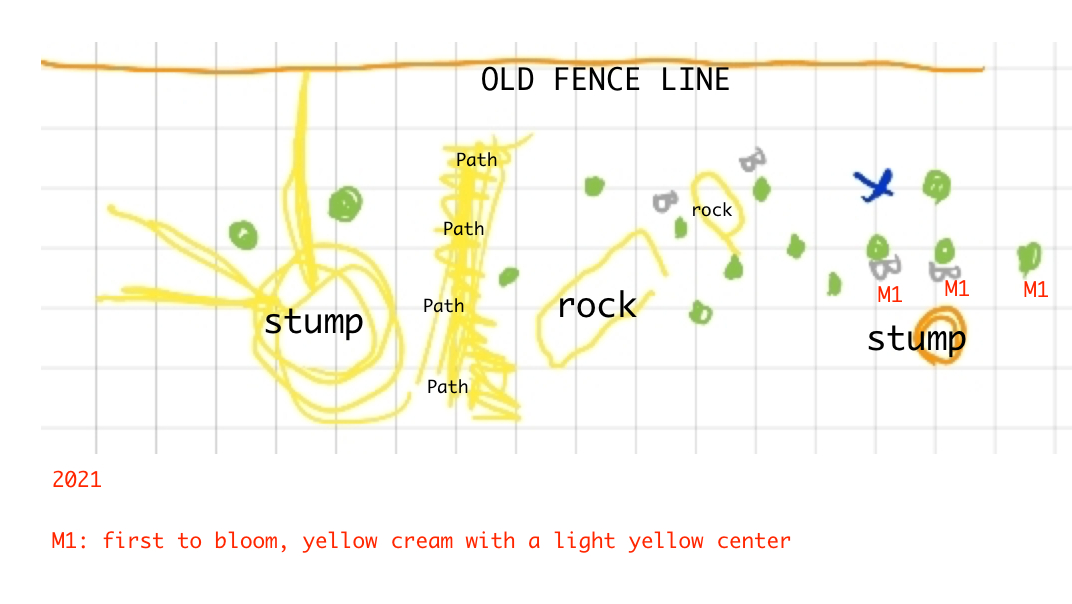 OLD FENCE LINE
Path
B
B
rock
Path
B
B
M1
M1
M1
Path
rock
stump
stump
Path
2021
M1: first to bloom, yellow cream with a light yellow center